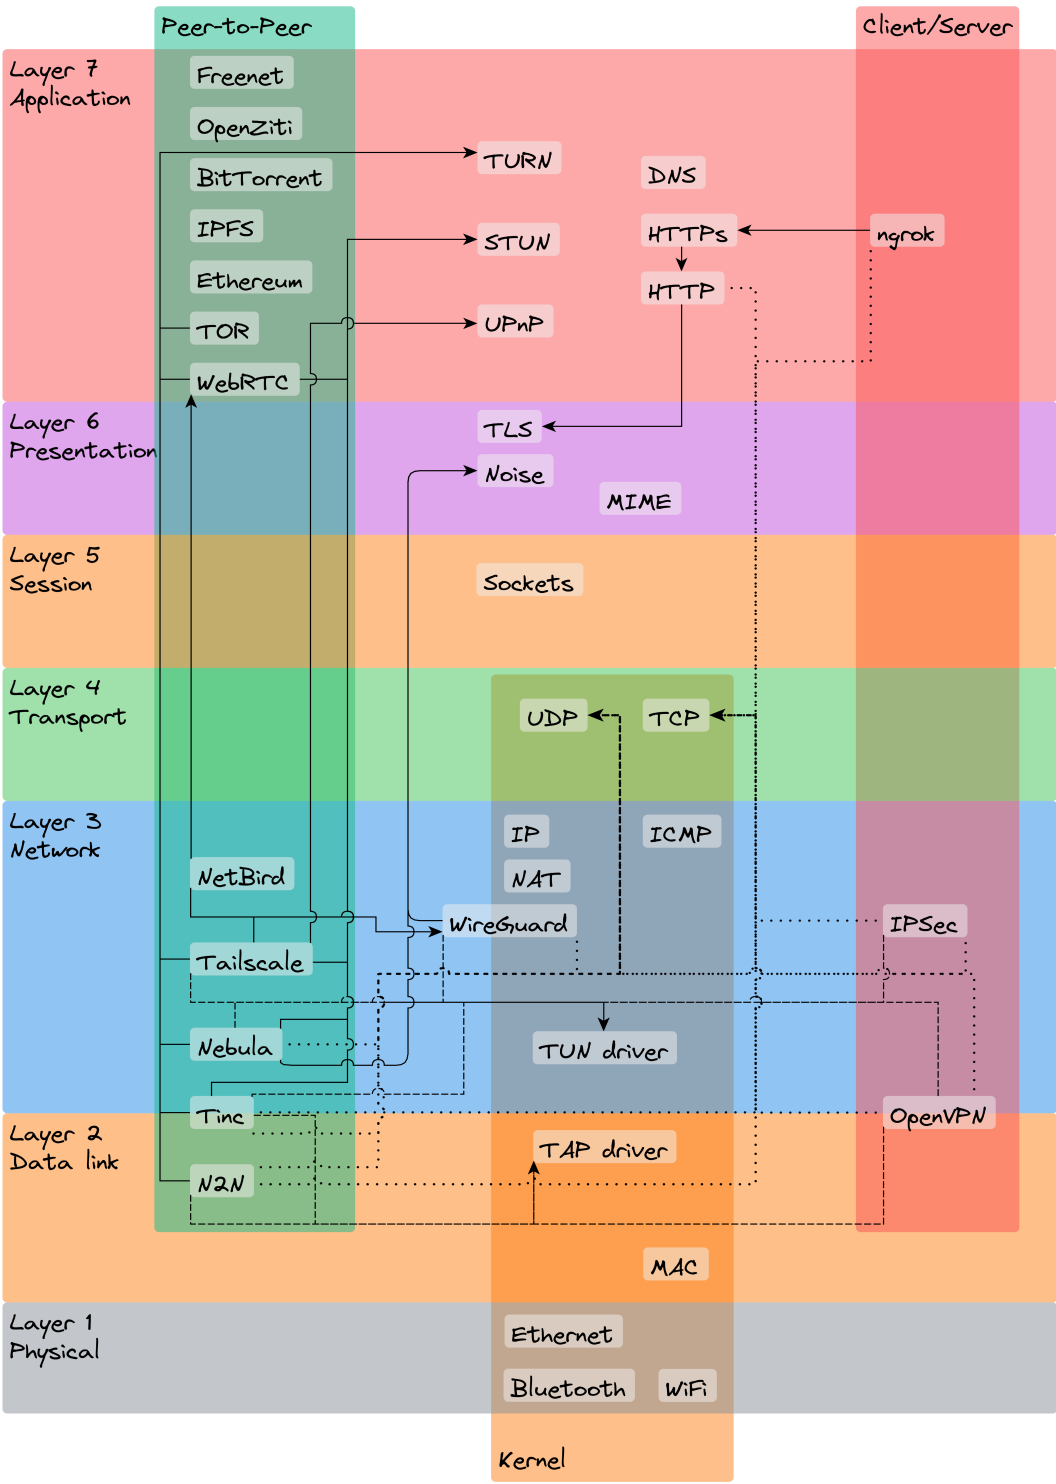 Peer-to-Peer
Client/Server
Layer 7
Application
Freenet
OpenZiti
TURN
BitTorrent
DNS
IPFS
STUN
HTTPs
ngrok
Ethereum
HTTP
TOR
UPnP
WebRTC
Layer 6
Presentation
TLS
Noise
MIME
Layer 5
Session
Sockets
Layer 4
Transport
UDP
TCP
Layer 3
Network
IP
ICMP
NetBird
NAT
WireGuard
IPSec
Tailscale
Nebula
TUN driver
Tinc
OpenVPN
Layer 2
Data link
TAP driver
N2N
MAC
Layer 1
Physical
Ethernet
Bluetooth
WiFi
Kernel